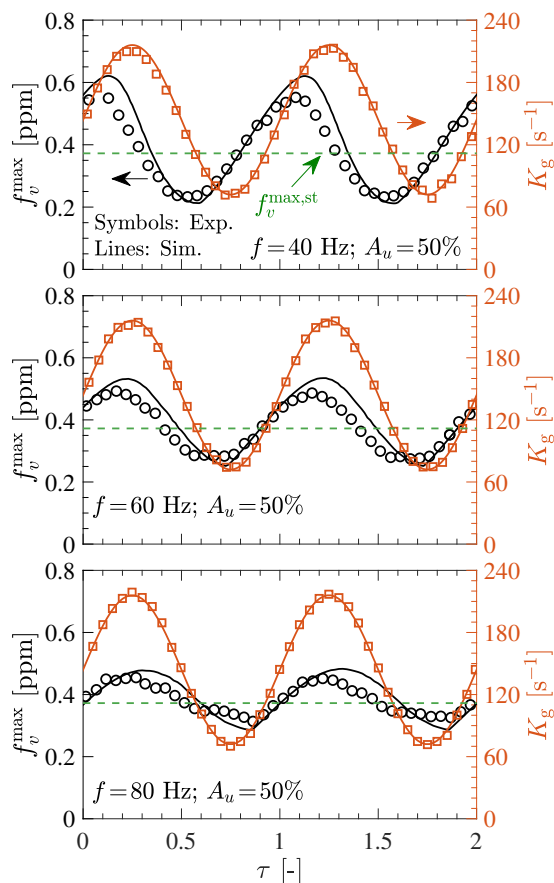 0.8
0.6
0.4
0.2
0
f_v^max [ppm]
240
180
120
60
0
K_g [s^−1]
f_v^max,st
Symbols: Exp.
Lines: Sim.
f = 40 Hz; A_u = 50%
0.8
0.6
0.4
0.2
0
f_v^max [ppm]
240
180
120
60
0
K_g [s^−1]
f = 60 Hz; A_u = 50%
0.8
0.6
0.4
0.2
0
f_v^max [ppm]
240
180
120
60
0
K_g [s^−1]
f = 80 Hz; A_u = 50%
0 0.5 1 1.5 2
τ [-]